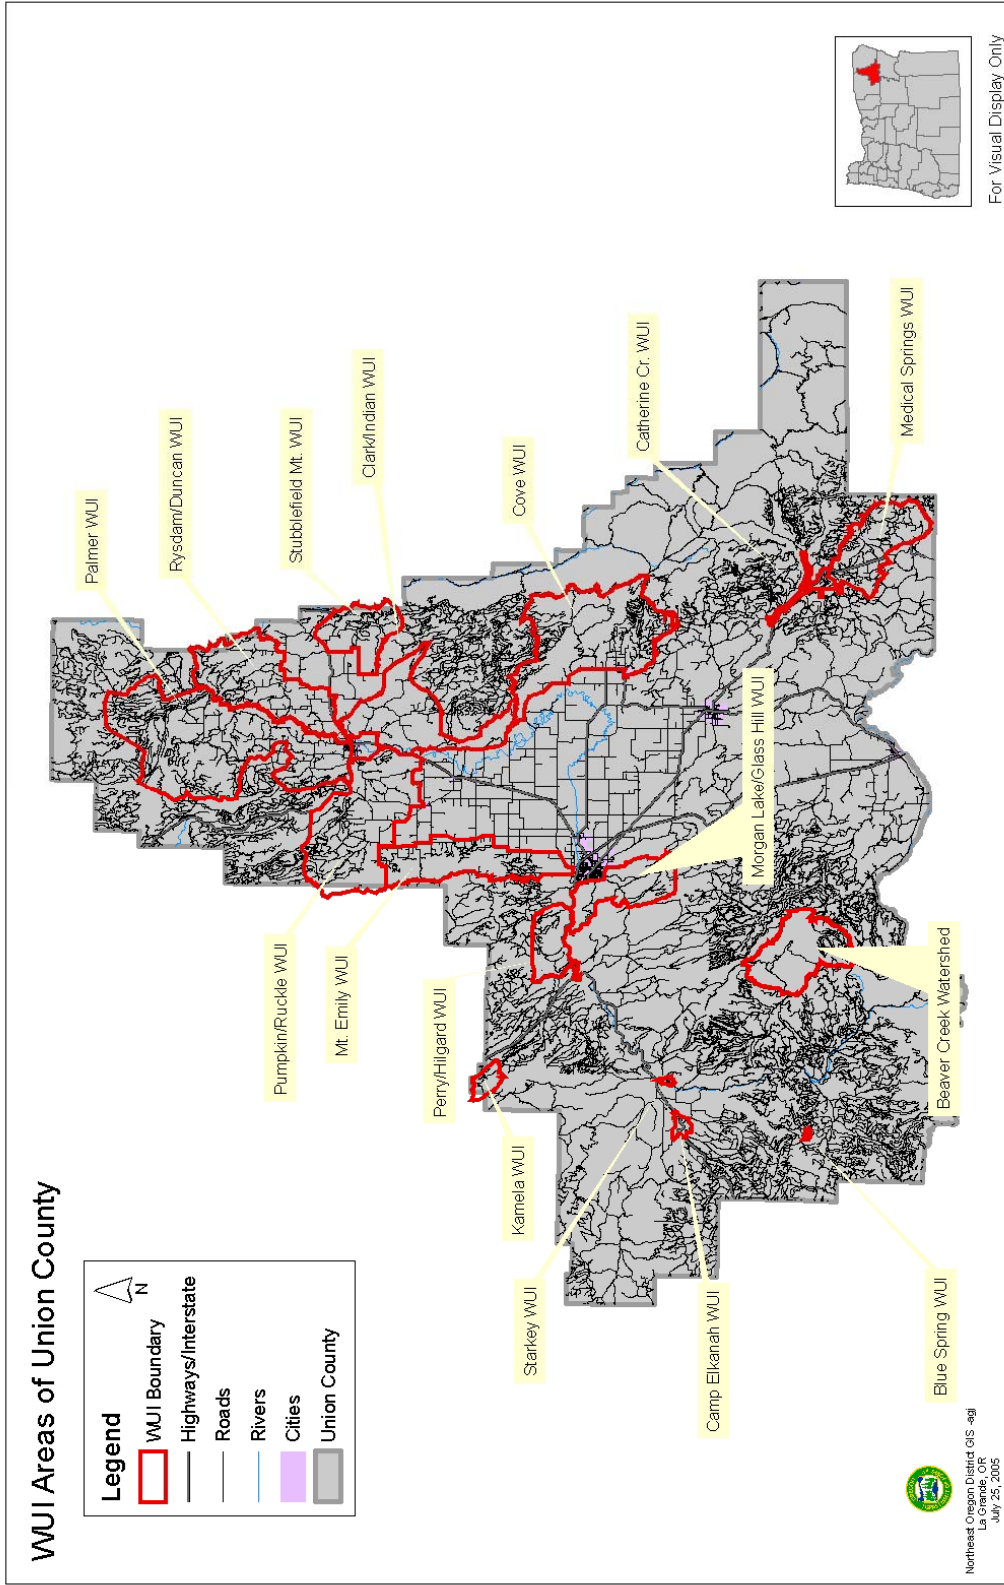 WUI Areas of Union County
Legend
N
WUI Boundary
Highways/Interstate
Roads
Rivers
Cities
Union County
Palmer WUI
Rysdam/Duncan WUI
Stubblefield Mt. WUI
Clark/Indian WUI
Cove WUI
Catherine Cr. WUI
Medical Springs WUI
Pumpkin/Ruckle WUI
Mt. Emily WUI
Perry/Hilgard WUI
Kamela WUI
Starkey WUI
Camp Elkanah WUI
Blue Spring WUI
Morgan Lake/Glass Hill WUI
Beaver Creek Watershed
Northeast Oregon District GIS -agj
La Grande, OR
July 25, 2005
For Visual Display Only